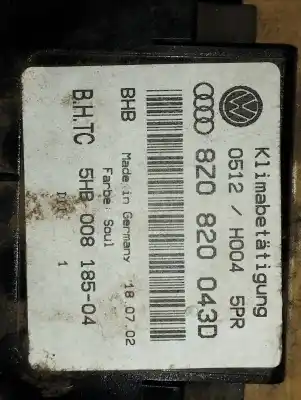 Klimabetätigung
0512 / H004 5PR
8Z0 820 043D
BHB Made in Germany 18.07.02
Farbe: Soul
B.H.TC 5HB 008 185-04 1